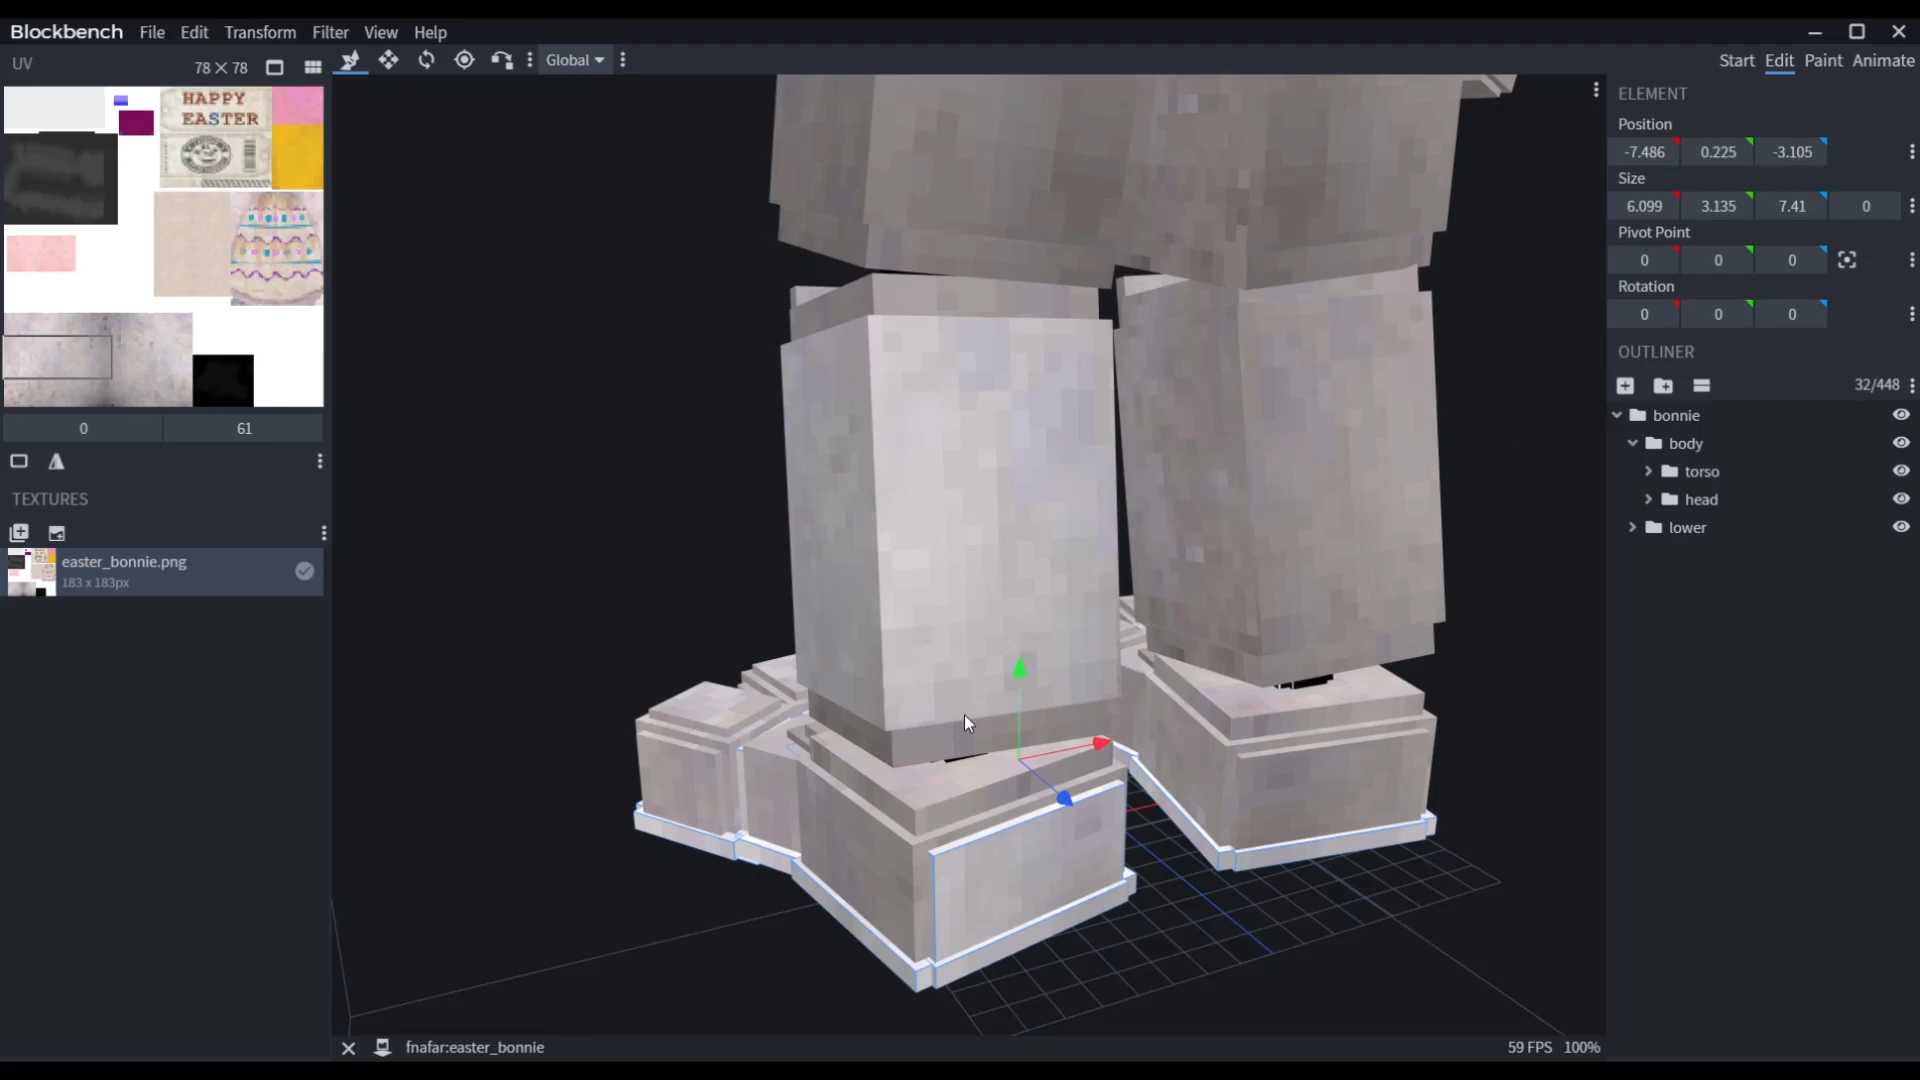 Blockbench File Edit Transform Filter View Help
UV 78 × 78 Global Start Edit Paint Animate
HAPPY
EASTER
ELEMENT
Position
-7.486 0.225 -3.105
Size
6.099 3.135 7.41 0
Pivot Point
0 0 0
Rotation
0 0 0
OUTLINER
32/448
bonnie
body
torso
head
lower
0 61
TEXTURES
easter_bonnie.png
183 x 183px
fnafar:easter_bonnie 59 FPS 100%